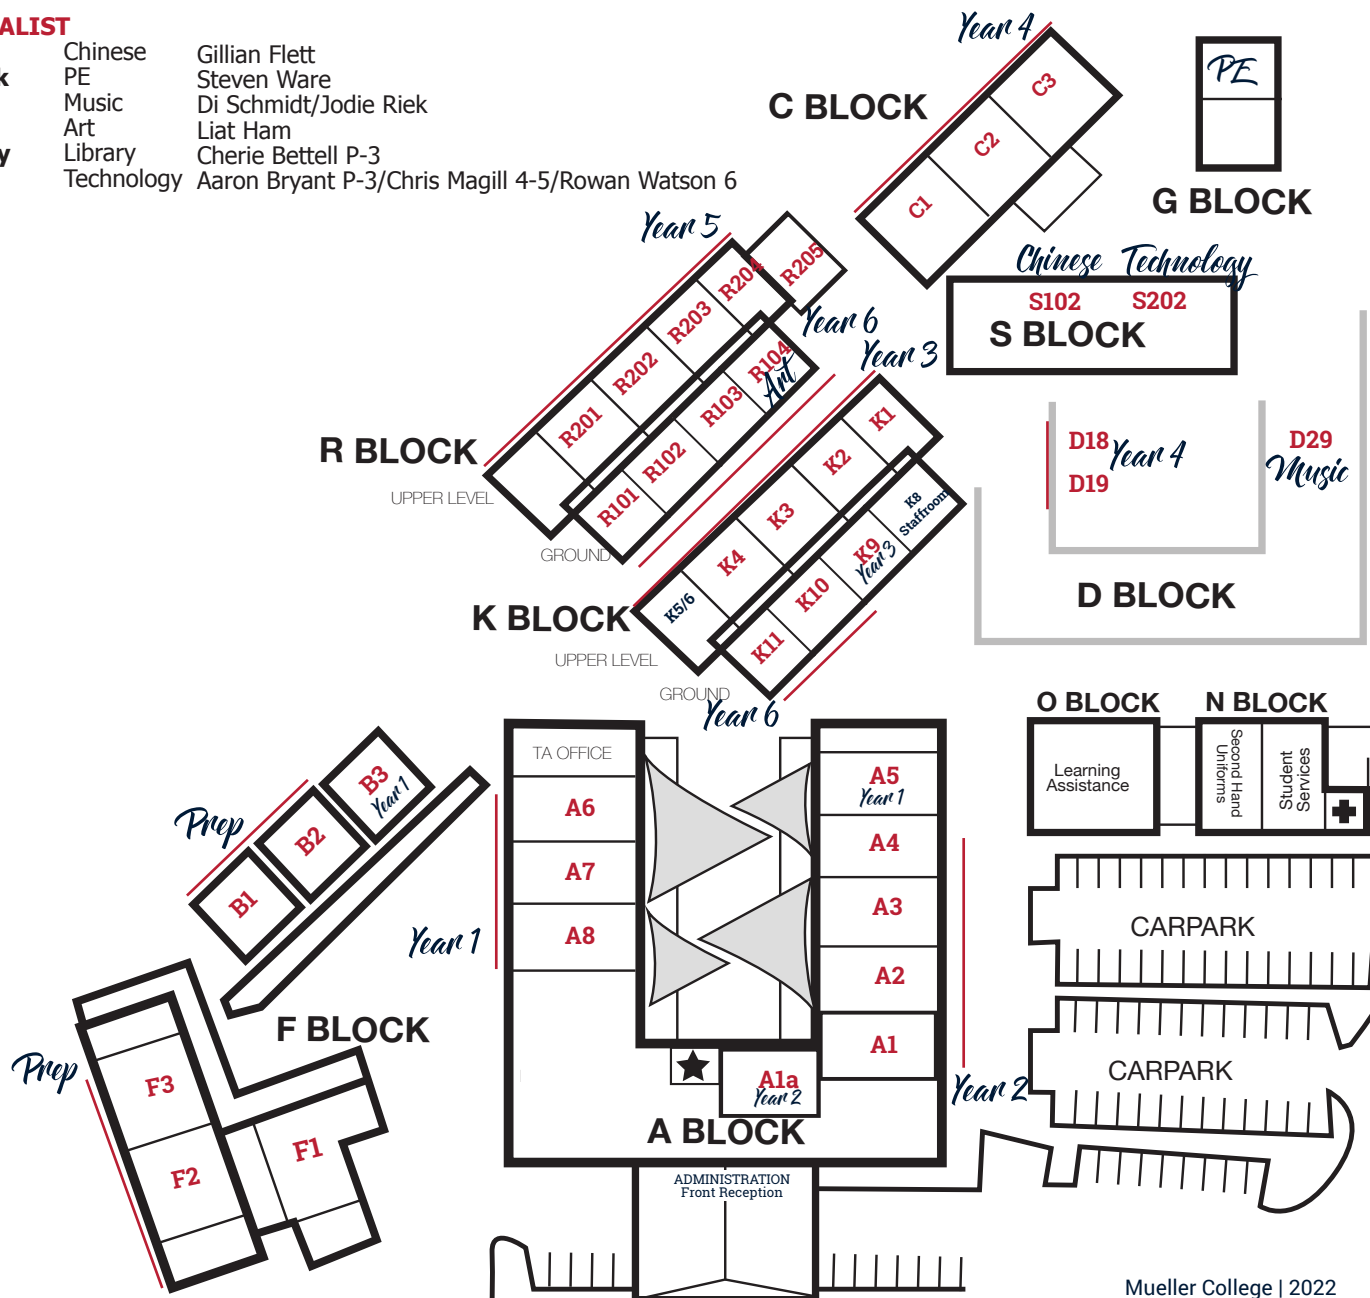 ALIST
Chinese Gillian Flett
k PE Steven Ware
Music Di Schmidt/Jodie Riek
Art Liat Ham
y Library Cherie Bettell P-3
Technology Aaron Bryant P-3/Chris Magill 4-5/Rowan Watson 6
Year 4
C BLOCK
C3
C2
C1
PE
G BLOCK
Year 5
R205
R204
R203
R202
R201
R BLOCK
UPPER LEVEL
Year 6
R104
Art
R103
R102
R101
GROUND
Chinese Technology
S102 S202
S BLOCK
Year 3
K1
K2
K3
K4
K5/6
K BLOCK
UPPER LEVEL
K8
Staffroom
K9
Year 3
K10
K11
GROUND
Year 6
D18
Year 4
D19
D29
Music
D BLOCK
O BLOCK
Learning
Assistance
N BLOCK
Second Hand
Uniforms
Student
Services
CARPARK
CARPARK
Prep
B3
Year 1
B2
B1
TA OFFICE
A6
A7
A8
Year 1
A5
Year 1
A4
A3
A2
A1
Year 2
A1a
Year 2
A BLOCK
ADMINISTRATION
Front Reception
F BLOCK
Prep
F3
F2
F1
Mueller College | 2022